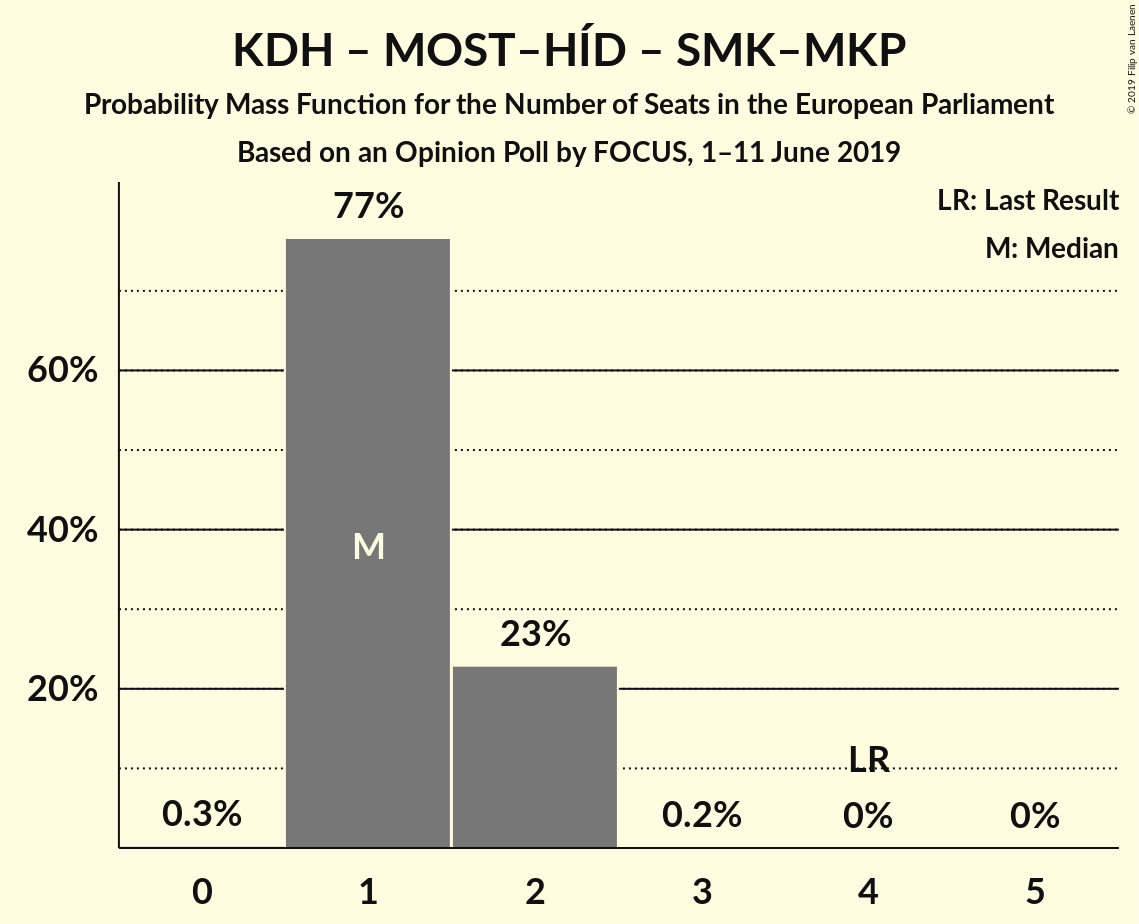 KDH – MOST–HÍD – SMK–MKP
Probability Mass Function for the Number of Seats in the European Parliament
Based on an Opinion Poll by FOCUS, 1–11 June 2019
© 2019 Filip van Laenen
LR: Last Result
M: Median
77%
60%
40%
M
23%
20%
LR
0.3%
0.2%
0%
0%
0 1 2 3 4 5